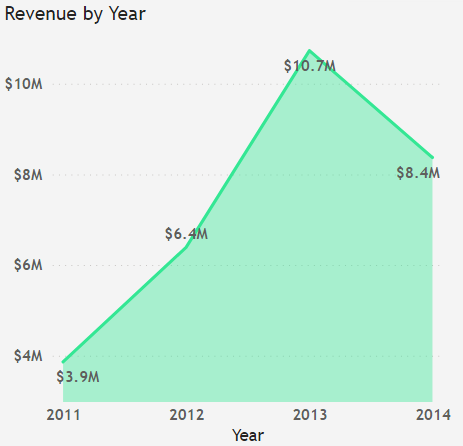 Revenue by Year
$10M
$8M
$6M
$4M
$3.9M
$6.4M
$10.7M
$8.4M
2011 2012 2013 2014
Year